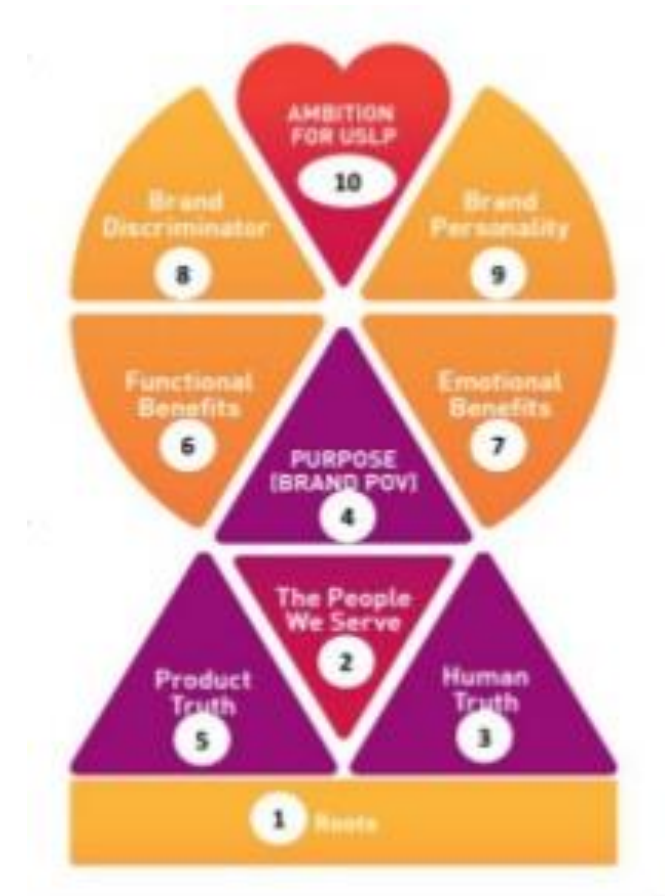 AMBITION
FOR USLP
10
Brand
Discriminator
8
Brand
Personality
9
Functional
Benefits
6
Emotional
Benefits
7
PURPOSE
(BRAND POV)
4
The People
We Serve
2
Product
Truth
5
Human
Truth
3
1 Roots